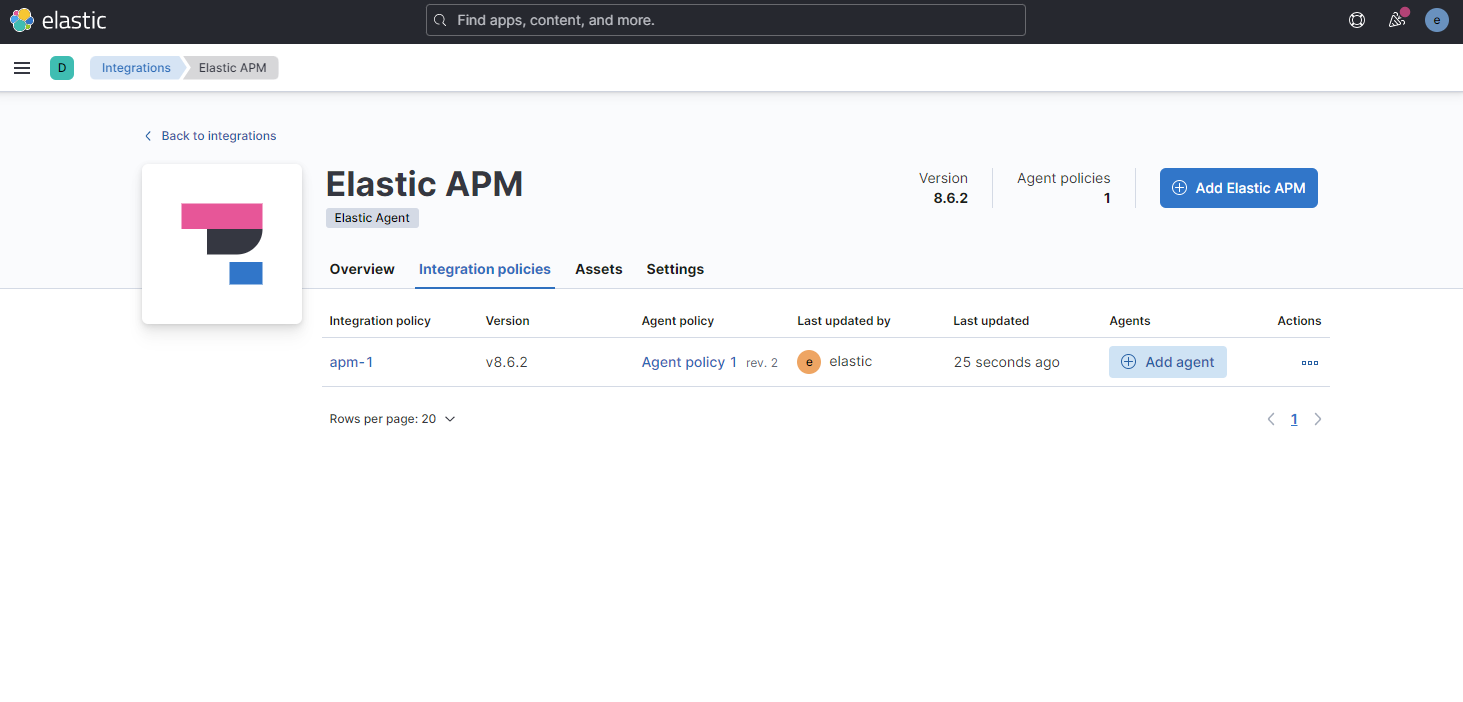 elastic
Find apps, content, and more.
e
D
Integrations
Elastic APM
Back to integrations
Elastic APM
Elastic Agent
Version
8.6.2
Agent policies
1
Add Elastic APM
Overview
Integration policies
Assets
Settings
Integration policy
Version
Agent policy
Last updated by
Last updated
Agents
Actions
apm-1
v8.6.2
Agent policy 1 rev. 2
e elastic
25 seconds ago
Add agent
Rows per page: 20
1